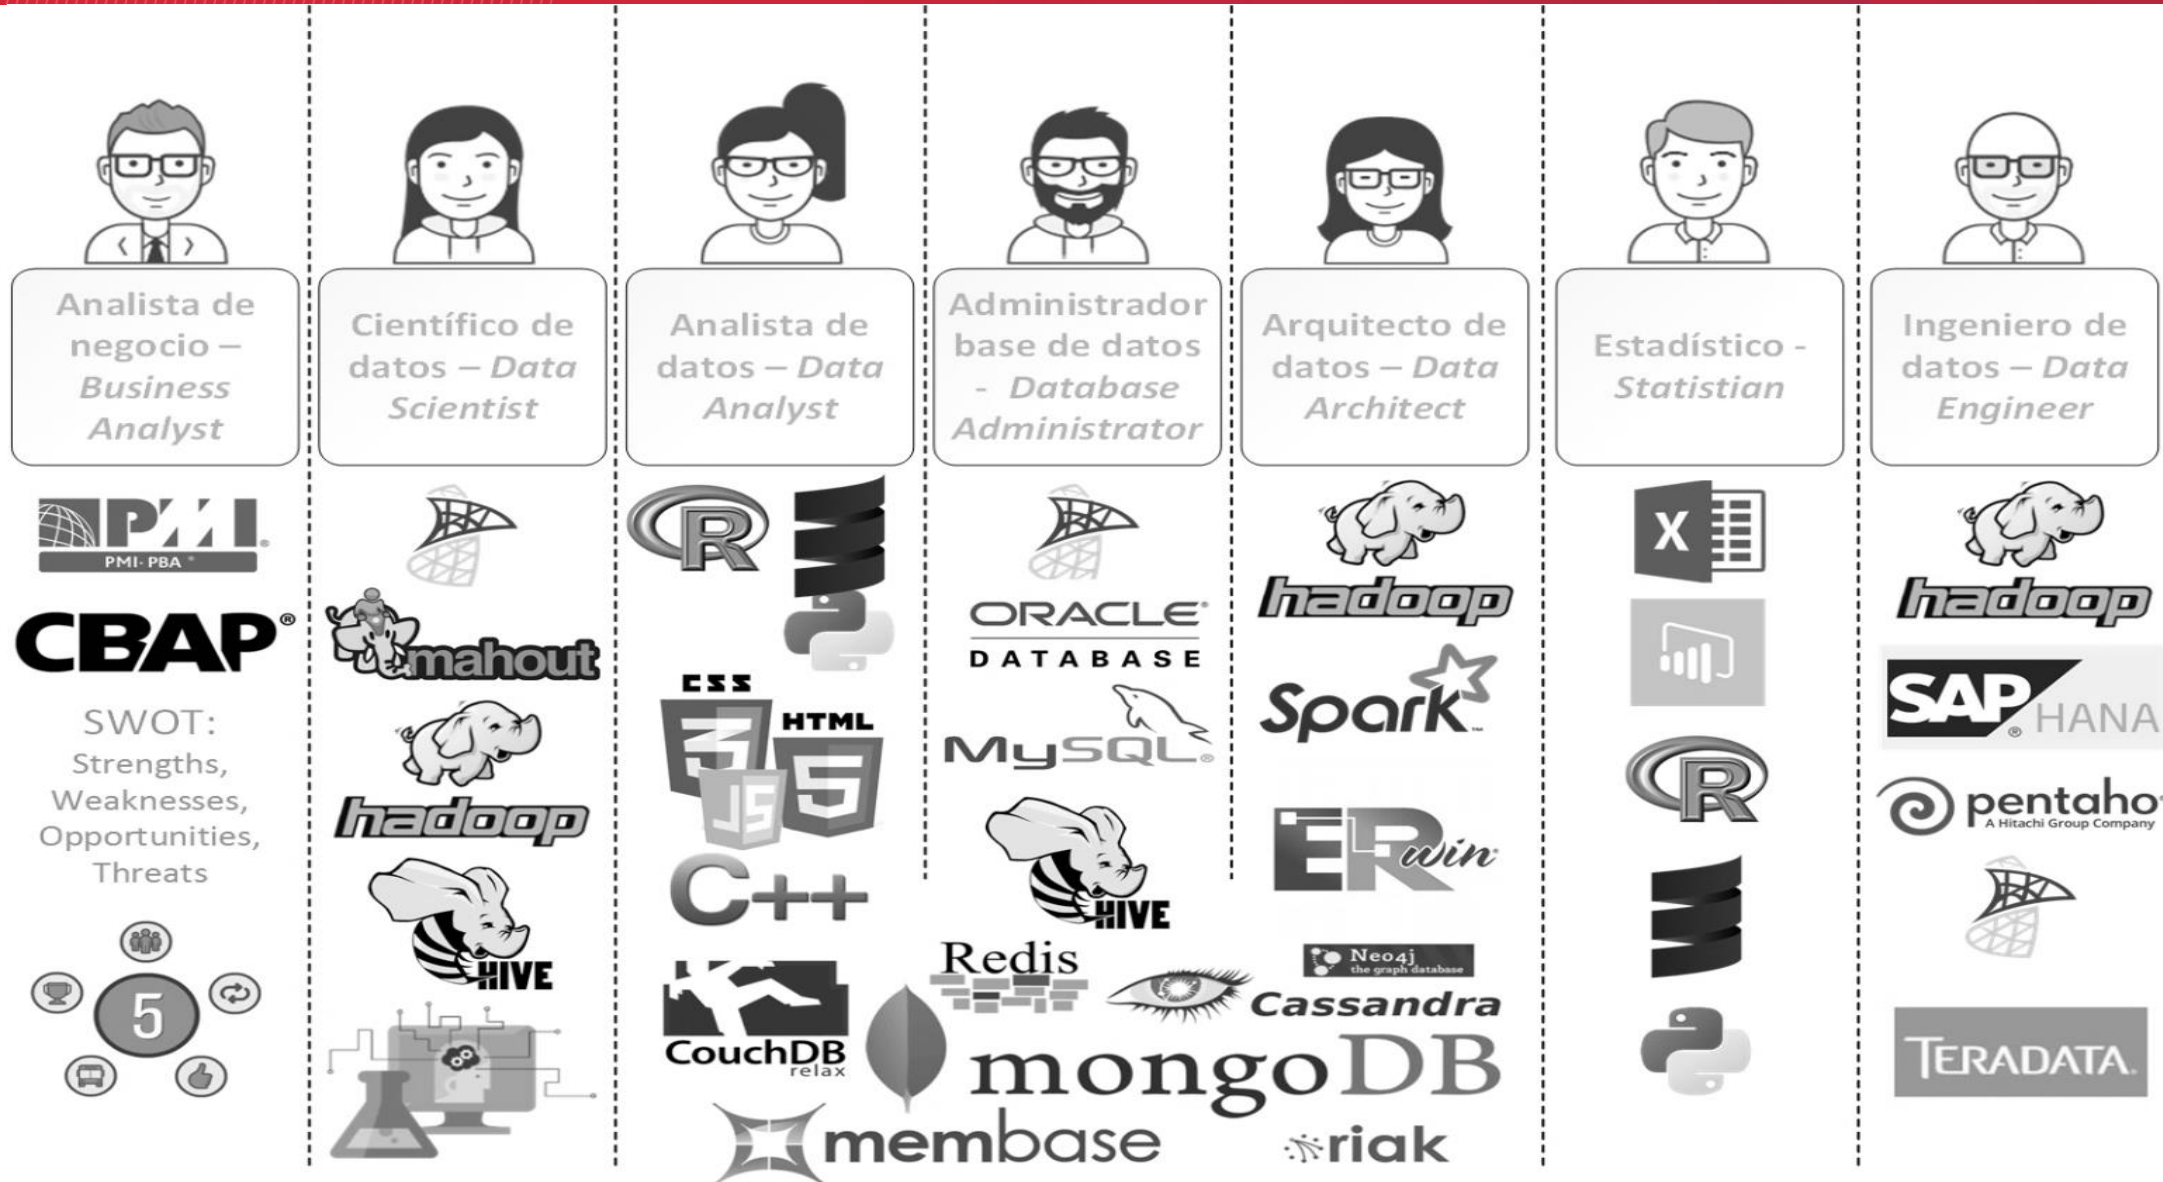 Analista de
negocio –
Business
Analyst
PMI®
PMI-PBA®
CBAP®
SWOT:
Strengths,
Weaknesses,
Opportunities,
Threats
5
Científico de
datos – Data
Scientist
mahout
hadoop
HIVE
Analista de
datos – Data
Analyst
R
CSS
3
HTML
5
JS
C++
Administrador
base de datos
- Database
Administrator
ORACLE®
DATABASE
MySQL®
HIVE
Arquitecto de
datos – Data
Architect
hadoop
Spark™
ERwin®
CouchDB
relax
Redis
Neo4j
the graph database
Cassandra
mongoDB
membase
riak
Estadístico -
Statistian
X
R
Ingeniero de
datos – Data
Engineer
hadoop
SAP® HANA
pentaho®
A Hitachi Group Company
TERADATA.